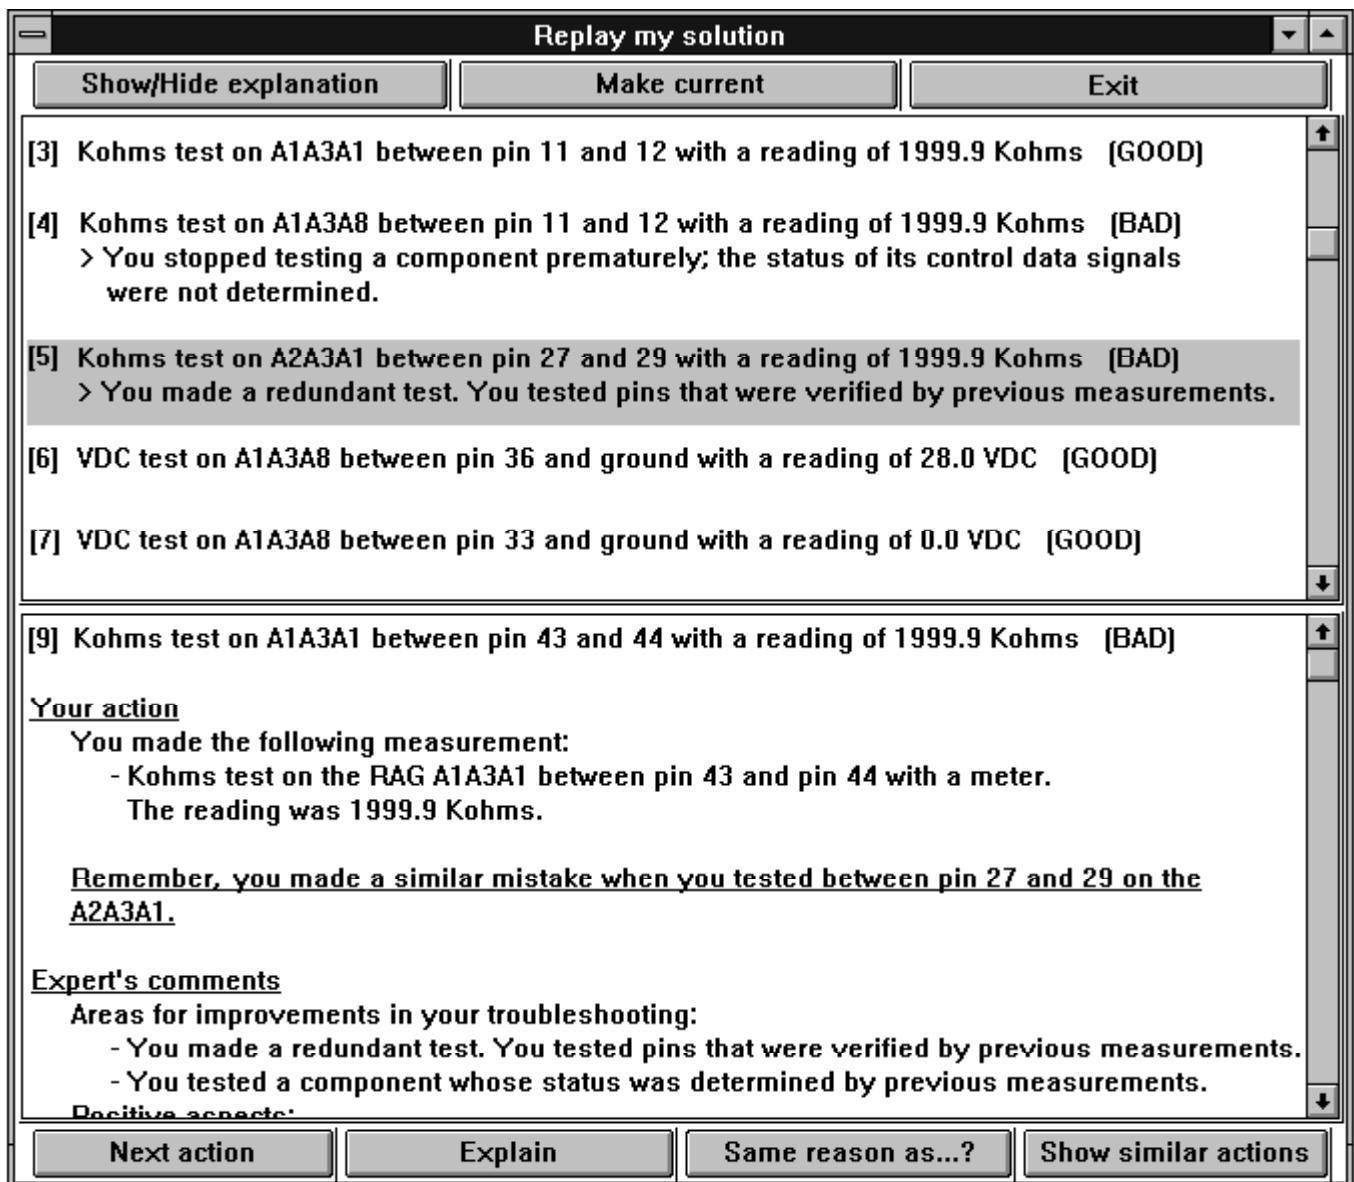 Replay my solution
Show/Hide explanation
Make current
Exit
[3] Kohms test on A1A3A1 between pin 11 and 12 with a reading of 1999.9 Kohms (GOOD)
[4] Kohms test on A1A3A8 between pin 11 and 12 with a reading of 1999.9 Kohms (BAD)
> You stopped testing a component prematurely; the status of its control data signals
were not determined.
[5] Kohms test on A2A3A1 between pin 27 and 29 with a reading of 1999.9 Kohms (BAD)
> You made a redundant test. You tested pins that were verified by previous measurements.
[6] VDC test on A1A3A8 between pin 36 and ground with a reading of 28.0 VDC (GOOD)
[7] VDC test on A1A3A8 between pin 33 and ground with a reading of 0.0 VDC (GOOD)
[9] Kohms test on A1A3A1 between pin 43 and 44 with a reading of 1999.9 Kohms (BAD)
Your action
You made the following measurement:
- Kohms test on the RAG A1A3A1 between pin 43 and pin 44 with a meter.
The reading was 1999.9 Kohms.
Remember, you made a similar mistake when you tested between pin 27 and 29 on the
A2A3A1.
Expert's comments
Areas for improvements in your troubleshooting:
- You made a redundant test. You tested pins that were verified by previous measurements.
- You tested a component whose status was determined by previous measurements.
Positive aspects:
Next action
Explain
Same reason as...?
Show similar actions